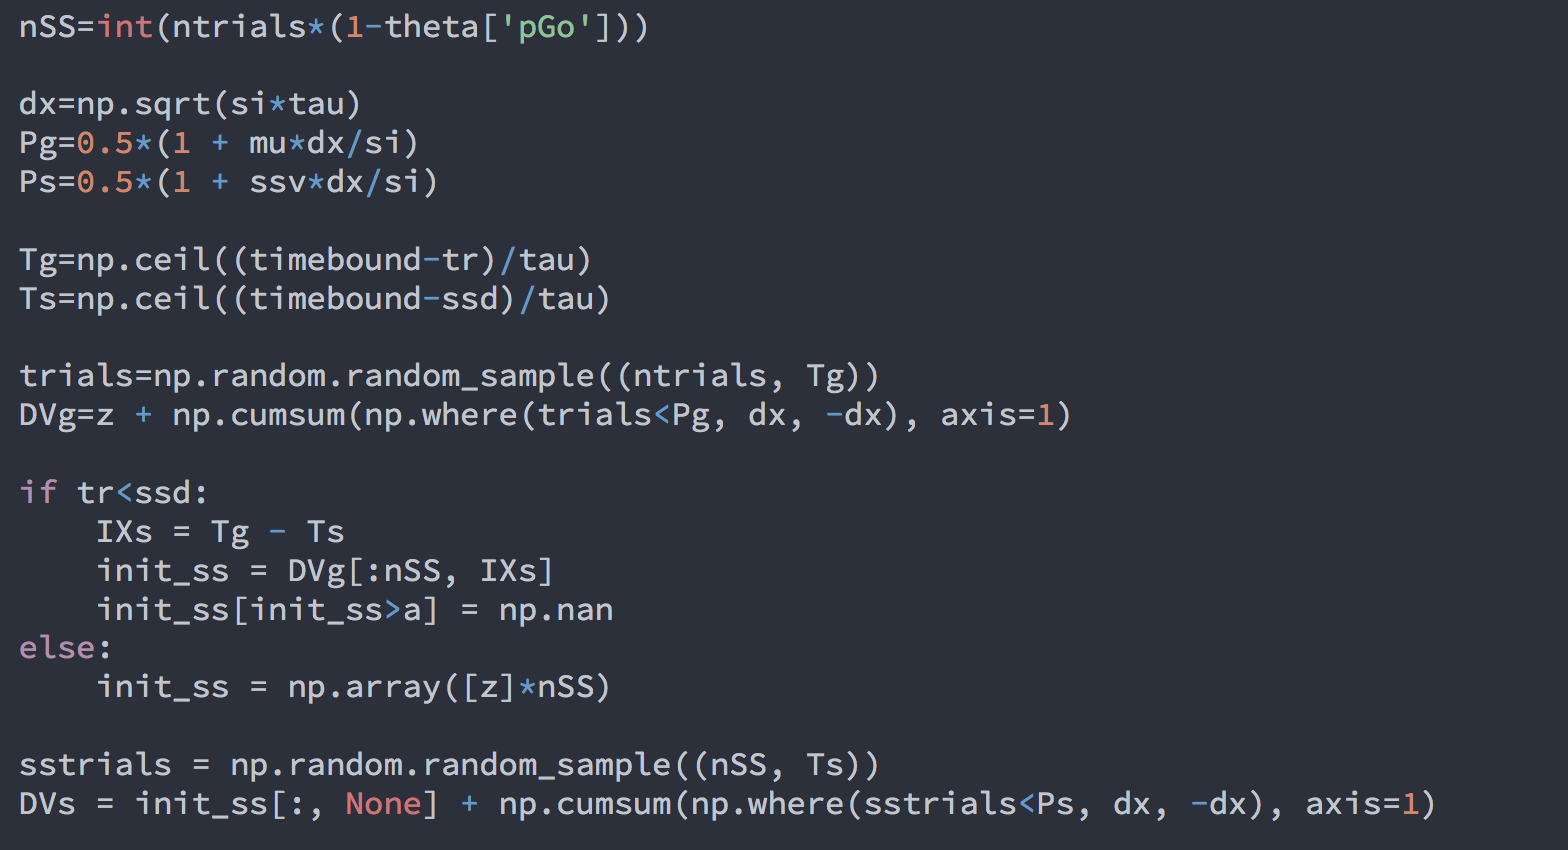 nSS=int(ntrials*(1-theta['pGo']))
dx=np.sqrt(si*tau)
Pg=0.5*(1 + mu*dx/si)
Ps=0.5*(1 + ssv*dx/si)
Tg=np.ceil((timebound-tr)/tau)
Ts=np.ceil((timebound-ssd)/tau)
trials=np.random.random_sample((ntrials, Tg))
DVg=z + np.cumsum(np.where(trials<Pg, dx, -dx), axis=1)
if tr<ssd:
    IXs = Tg - Ts
    init_ss = DVg[:nSS, IXs]
    init_ss[init_ss>a] = np.nan
else:
    init_ss = np.array([z]*nSS)
sstrials = np.random.random_sample((nSS, Ts))
DVs = init_ss[:, None] + np.cumsum(np.where(sstrials<Ps, dx, -dx), axis=1)